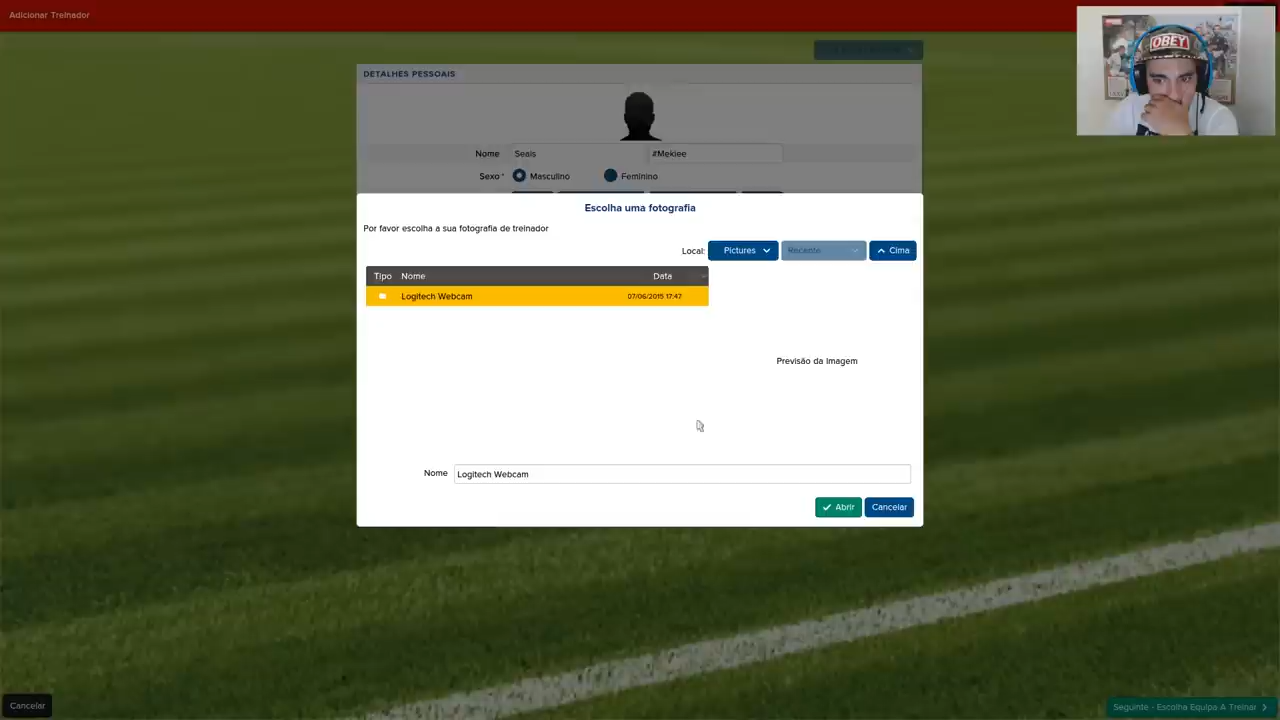 Adicionar Treinador
OBEY
DETALHES PESSOAIS
Nome Seals #Mekiee
Sexo * Masculino Feminino
Escolha uma fotografia
Por favor escolha a sua fotografia de treinador
Local: Pictures Recente Cima
Tipo Nome Data
Logitech Webcam 07/06/2015 17:47
Previsão da Imagem
Nome Logitech Webcam
Abrir Cancelar
Cancelar Seguinte - Escolha Equipa A Treinar